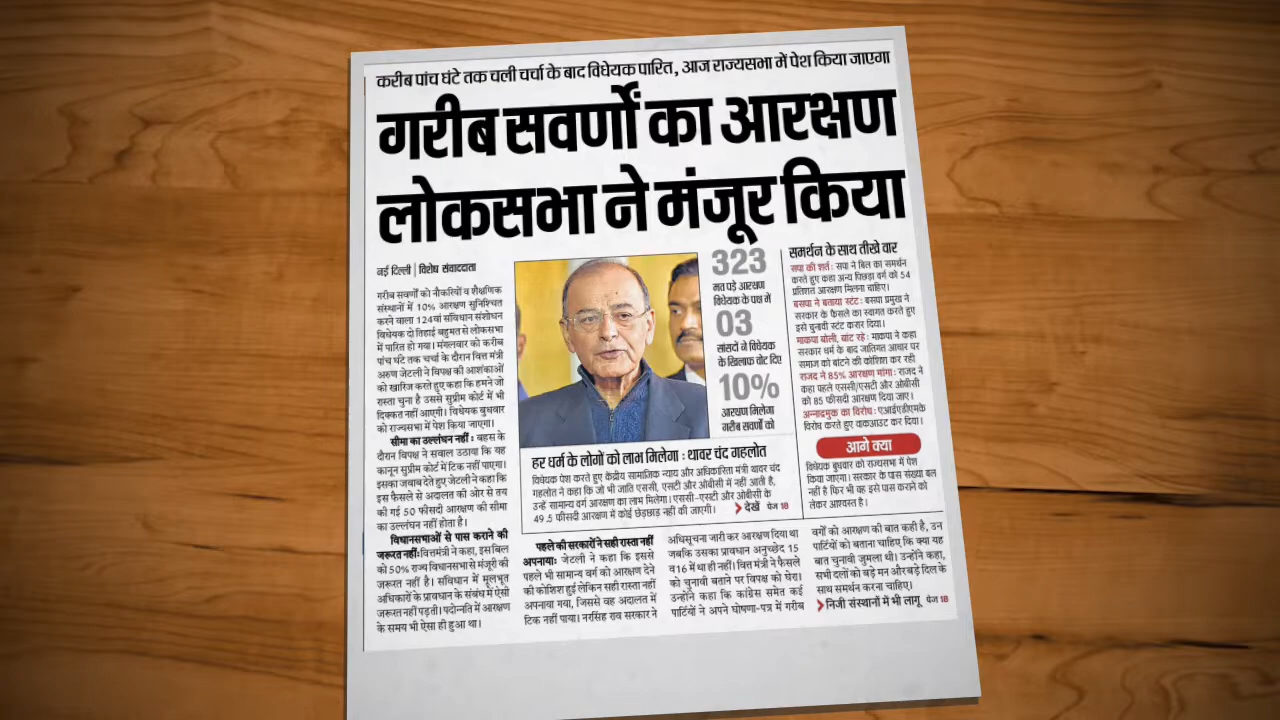 करीब पांच घंटे तक चली चर्चा के बाद विधेयक पारित, आज राज्यसभा में पेश किया जाएगा
गरीब सवर्णों का आरक्षण
लोकसभा ने मंजूर किया
नई दिल्ली | विशेष संवाददाता
गरीब सवर्णों को नौकरियों व शैक्षणिक
संस्थानों में 10% आरक्षण सुनिश्चित
करने वाला 124वां संविधान संशोधन
विधेयक दो तिहाई बहुमत से लोकसभा
में पारित हो गया। मंगलवार को करीब
पांच घंटे तक चर्चा के दौरान वित्त मंत्री
अरुण जेटली ने विपक्ष की आशंकाओं
को खारिज करते हुए कहा कि हमने जो
रास्ता चुना है उससे सुप्रीम कोर्ट में भी
दिक्कत नहीं आएगी। विधेयक बुधवार
को राज्यसभा में पेश किया जाएगा।
सीमा का उल्लंघन नहीं : बहस के
दौरान विपक्ष ने सवाल उठाया कि यह
कानून सुप्रीम कोर्ट में टिक नहीं पाएगा।
इसका जवाब देते हुए जेटली ने कहा कि
इस फैसले से अदालत की ओर से तय
की गई 50 फीसदी आरक्षण की सीमा
का उल्लंघन नहीं होता है।
विधानसभाओं से पास कराने की
जरूरत नहीं: वित्तमंत्री ने कहा, इस बिल
को 50% राज्य विधानसभा से मंजूरी की
जरूरत नहीं है। संविधान में मूलभूत
अधिकारों के प्रावधान के संबंध में ऐसी
जरूरत नहीं पड़ती। पदोन्नति में आरक्षण
के समय भी ऐसा ही हुआ था।
323
मत पड़े आरक्षण
विधेयक के पक्ष में
03
सांसदों ने विधेयक
के खिलाफ वोट दिए
10%
आरक्षण मिलेगा
गरीब सवर्णों को
हर धर्म के लोगों को लाभ मिलेगा : थावर चंद गहलोत
विधेयक पेश करते हुए केंद्रीय सामाजिक न्याय और अधिकारिता मंत्री थावर चंद
गहलोत ने कहा कि जो भी जाति एससी, एसटी और ओबीसी में नहीं आती है,
उन्हें सामान्य वर्ग आरक्षण का लाभ मिलेगा। एससी-एसटी और ओबीसी के
49.5 फीसदी आरक्षण में कोई छेड़छाड़ नहीं की जाएगी। देखें पेज 18
पहले की सरकारों ने सही रास्ता नहीं
अपनाया: जेटली ने कहा कि इससे
पहले भी सामान्य वर्ग को आरक्षण देने
की कोशिश हुई लेकिन सही रास्ता नहीं
अपनाया गया, जिससे वह अदालत में
टिक नहीं पाया। नरसिंह राव सरकार ने
अधिसूचना जारी कर आरक्षण दिया था
जबकि उसका प्रावधान अनुच्छेद 15
व 16 में था ही नहीं। वित्त मंत्री ने फैसले
को चुनावी बताने पर विपक्ष को घेरा।
उन्होंने कहा कि कांग्रेस समेत कई
पार्टियों ने अपने घोषणा-पत्र में गरीब
वर्गों को आरक्षण की बात कही है, उन
पार्टियों को बताना चाहिए कि क्या यह
बात चुनावी जुमला थी। उन्होंने कहा,
सभी दलों को बड़े मन और बड़े दिल के
साथ समर्थन करना चाहिए।
निजी संस्थानों में भी लागू पेज 18
समर्थन के साथ तीखे वार
सपा की शर्त: सपा ने बिल का समर्थन
करते हुए कहा अन्य पिछड़ा वर्ग को 54
प्रतिशत आरक्षण मिलना चाहिए।
बसपा ने बताया स्टंट: बसपा प्रमुख ने
सरकार के फैसले का स्वागत करते हुए
इसे चुनावी स्टंट करार दिया।
माकपा बोली, बांट रहे: माकपा ने कहा
सरकार धर्म के बाद जातिगत आधार पर
समाज को बांटने की कोशिश कर रही
राजद ने 85% आरक्षण मांगा: राजद ने
कहा पहले एससी/एसटी और ओबीसी
को 85 फीसदी आरक्षण दिया जाए।
अन्नाद्रमुक का विरोध: एआईएडीएमके
विरोध करते हुए वाकआउट कर दिया।
आगे क्या
विधेयक बुधवार को राज्यसभा में पेश
किया जाएगा। सरकार के पास संख्या बल
नहीं है फिर भी वह इसे पास कराने को
लेकर आश्वस्त है।